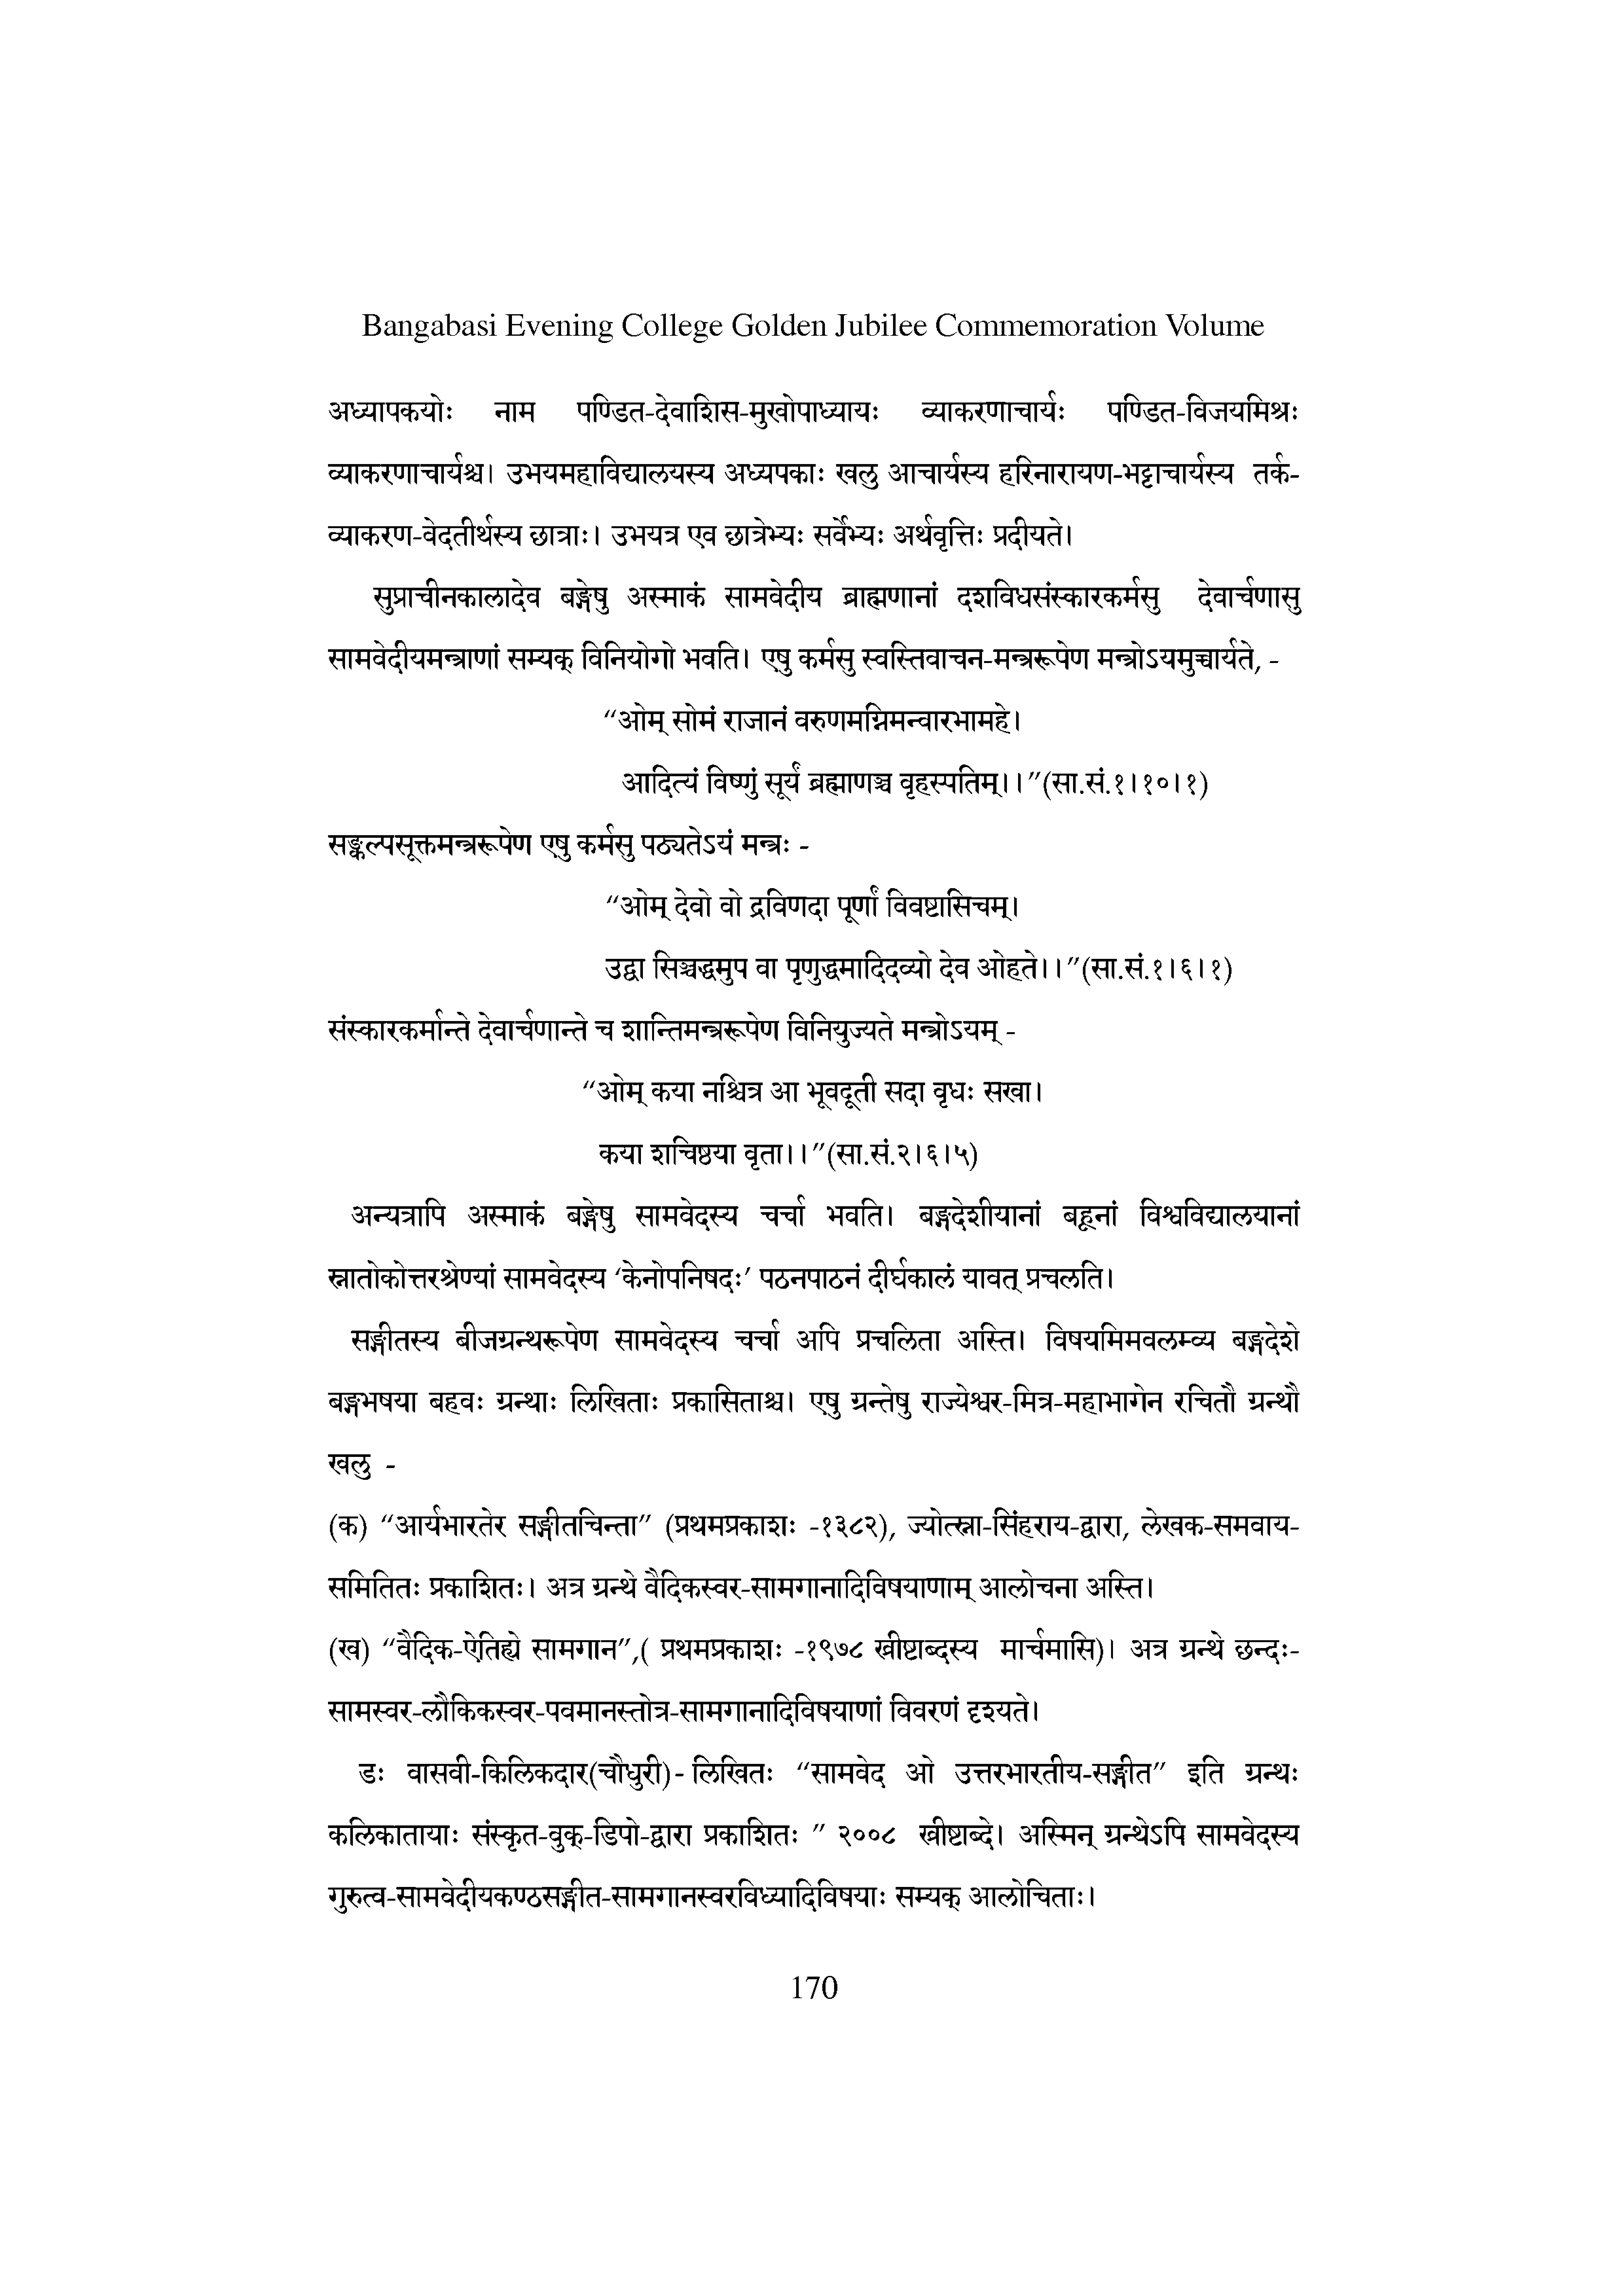 Bangabasi Evening College Golden Jubilee Commemoration Volume
अध्यापकयोः नाम पण्डित-देवाशिस-मुखोपाध्यायः व्याकरणाचार्यः पण्डित-विजयमिश्रः
व्याकरणाचार्यश्च। उभयमहाविद्यालयस्य अध्यपकाः खलु आचार्यस्य हरिनारायण-भट्टाचार्यस्य तर्क-
व्याकरण-वेदतीर्थस्य छात्राः। उभयत्र एव छात्रेभ्यः सर्वेभ्यः अर्थवृत्तिः प्रदीयते।
सुप्राचीनकालादेव बङ्गेषु अस्माकं सामवेदीय ब्राह्मणानां दशविधसंस्कारकर्मसु देवार्चणासु
सामवेदीयमन्त्राणां सम्यक् विनियोगो भवति। एषु कर्मसु स्वस्तिवाचन-मन्त्ररूपेण मन्त्रोऽयमुच्चार्यते, -
“ओम् सोमं राजानं वरुणमग्निमन्वारभामहे।
आदित्यं विष्णुं सूर्यं ब्रह्माणञ्च वृहस्पतिम्।।”(सा.सं.१।१०।१)
सङ्कल्पसूक्तमन्त्ररूपेण एषु कर्मसु पठ्यतेऽयं मन्त्रः -
“ओम् देवो वो द्रविणदा पूर्णां विवष्टासिचम्।
उद्वा सिञ्चद्धमुप वा पृणुद्धमादिदव्यो देव ओहते।।”(सा.सं.१।६।१)
संस्कारकर्मान्ते देवार्चणान्ते च शान्तिमन्त्ररूपेण विनियुज्यते मन्त्रोऽयम् -
“ओम् कया नश्चित्र आ भूवदूती सदा वृधः सखा।
कया शचिष्ठया वृता।।”(सा.सं.२।६।५)
अन्यत्रापि अस्माकं बङ्गेषु सामवेदस्य चर्चा भवति। बङ्गदेशीयानां बहूनां विश्वविद्यालयानां
स्नातोकोत्तरश्रेण्यां सामवेदस्य ‘केनोपनिषदः’ पठनपाठनं दीर्घकालं यावत् प्रचलति।
सङ्गीतस्य बीजग्रन्थरूपेण सामवेदस्य चर्चा अपि प्रचलिता अस्ति। विषयमिमवलम्व्य बङ्गदेशे
बङ्गभषया बहवः ग्रन्थाः लिखिताः प्रकासिताश्च। एषु ग्रन्तेषु राज्येश्वर-मित्र-महाभागेन रचितौ ग्रन्थौ
खलु -
(क) “आर्यभारतेर सङ्गीतचिन्ता” (प्रथमप्रकाशः -१३८२), ज्योत्स्ना-सिंहराय-द्वारा, लेखक-समवाय-
समितितः प्रकाशितः। अत्र ग्रन्थे वैदिकस्वर-सामगानादिविषयाणाम् आलोचना अस्ति।
(ख) “वैदिक-ऐतिह्ये सामगान”,( प्रथमप्रकाशः -१९७८ ख्रीष्टाब्दस्य मार्चमासि)। अत्र ग्रन्थे छन्दः-
सामस्वर-लौकिकस्वर-पवमानस्तोत्र-सामगानादिविषयाणां विवरणं दृश्यते।
डः वासवी-किलिकदार(चौधुरी)- लिखितः “सामवेद ओ उत्तरभारतीय-सङ्गीत” इति ग्रन्थः
कलिकातायाः संस्कृत-वुक्-डिपो-द्वारा प्रकाशितः ” २००८ ख्रीष्टाब्दे। अस्मिन् ग्रन्थेऽपि सामवेदस्य
गुरुत्व-सामवेदीयकण्ठसङ्गीत-सामगानस्वरविध्यादिविषयाः सम्यक् आलोचिताः।
170